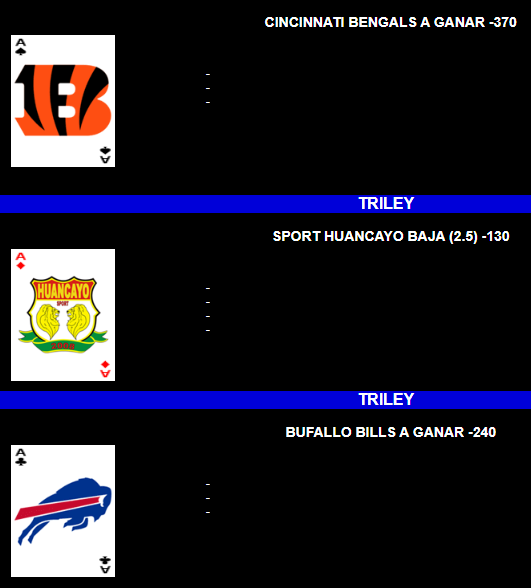 CINCINNATI BENGALS A GANAR -370
A
B
-
-
-
A
TRILEY
SPORT HUANCAYO BAJA (2.5) -130
A
HUANCAYO
SPORT
-
-
-
-
A
TRILEY
BUFALLO BILLS A GANAR -240
A
-
-
-
A